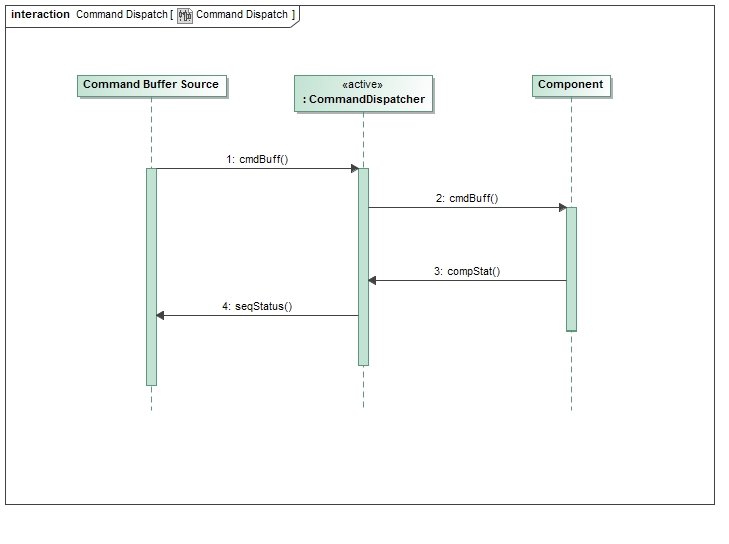 interaction Command Dispatch [ Command Dispatch ]
Command Buffer Source
«active»
: CommandDispatcher
Component
1: cmdBuff()
2: cmdBuff()
3: compStat()
4: seqStatus()